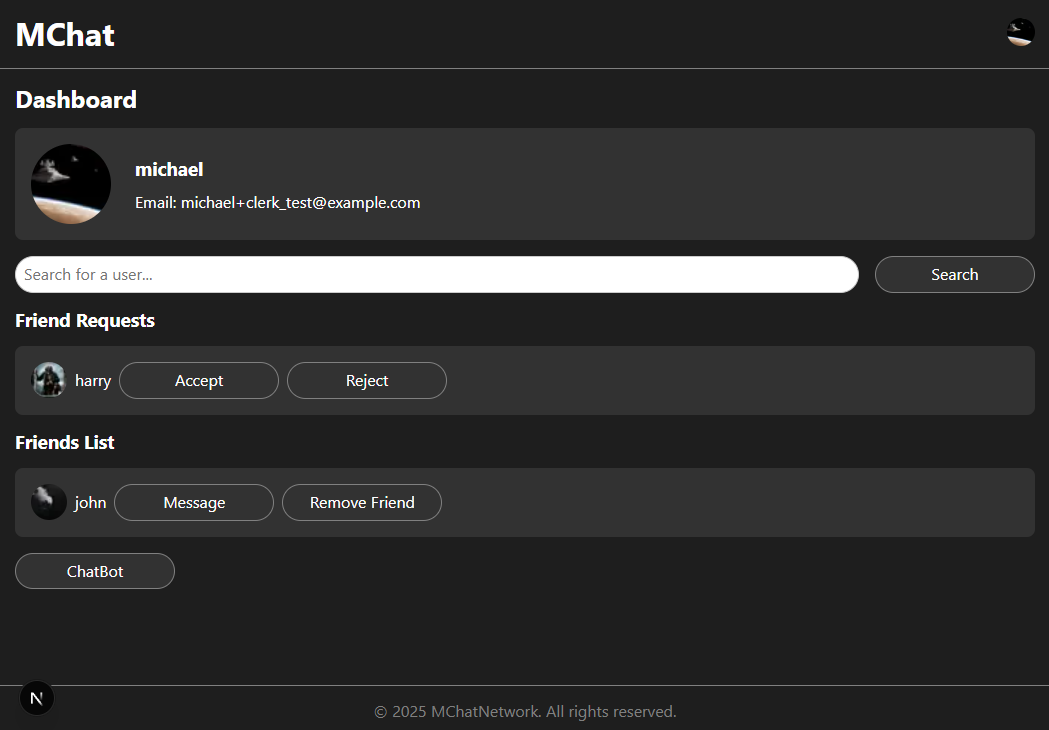 MChat
Dashboard
michael
Email: michael+clerk_test@example.com
Search for a user...
Search
Friend Requests
harry Accept Reject
Friends List
john Message Remove Friend
ChatBot
N
© 2025 MChatNetwork. All rights reserved.